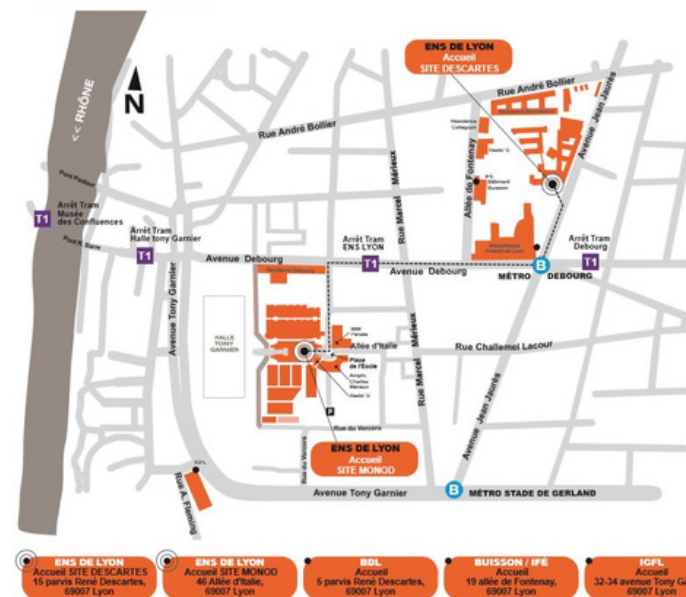 ENS DE LYON
Accueil
SITE DESCARTES
<< RHÔNE
N
Rue André Bollier
Rue André Bollier
Avenue Jean Jaurès
Allée de Fontenay
Rue Marcel Mérieux
Pont Pasteur
Arrêt Tram
Musée
des Confluences
T1
Arrêt Tram
Halle tony Garnier
T1
Arrêt Tram
ENS LYON
T1
Arrêt Tram
Debourg
T1
Avenue Debourg
Avenue Debourg
B
MÉTRO DEBOURG
Résidence Debourg
Avenue Tony Garnier
HALLE
TONY
GARNIER
Allée d'Italie
Place
de l'École
Rue Challemel Lacour
Rue Marcel Mérieux
Avenue Jean Jaurès
P
Rue du Vercors
Rue du Vercors
ENS DE LYON
Accueil
SITE MONOD
Rue A. Fleming
Avenue Tony Garnier
B
MÉTRO STADE DE GERLAND
ENS DE LYON
Accueil SITE DESCARTES
15 parvis René Descartes,
69007 Lyon
ENS DE LYON
Accueil SITE MONOD
46 Allée d'Italie,
69007 Lyon
BDL
Accueil
5 parvis René Descartes,
69007 Lyon
BUISSON / IFÉ
Accueil
19 allée de Fontenay,
69007 Lyon
IGFL
Accueil
32-34 avenue Tony Ga
69007 Lyon